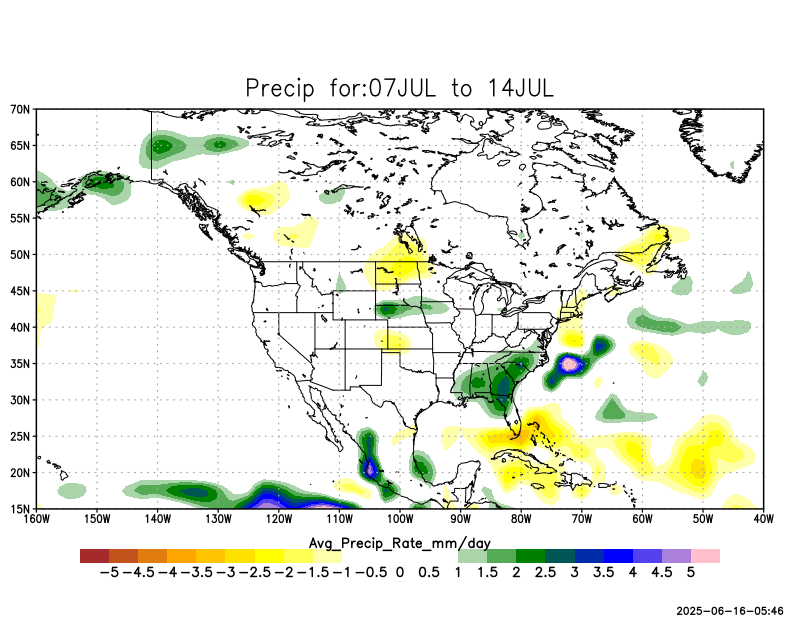 Precip for:07JUL to 14JUL
70N
65N
60N
55N
50N
45N
40N
35N
30N
25N
20N
15N
160W 150W 140W 130W 120W 110W 100W 90W 80W 70W 60W 50W 40W
Avg_Precip_Rate_mm/day
-5 -4.5 -4 -3.5 -3 -2.5 -2 -1.5 -1 -0.5 0 0.5 1 1.5 2 2.5 3 3.5 4 4.5 5
2025-06-16-05:46